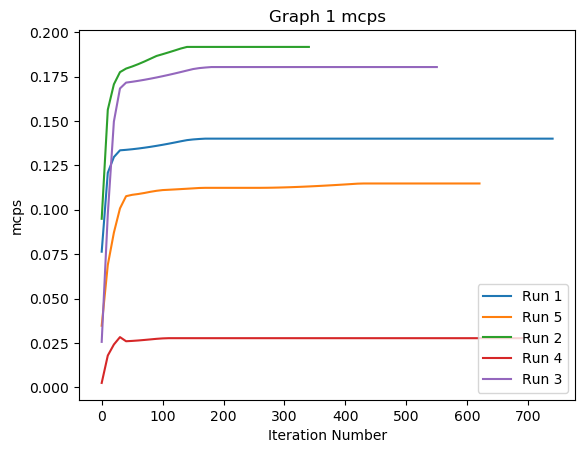 Graph 1 mcps
mcps
0.200
0.175
0.150
0.125
0.100
0.075
0.050
0.025
0.000
0 100 200 300 400 500 600 700
Iteration Number
Run 1
Run 5
Run 2
Run 4
Run 3